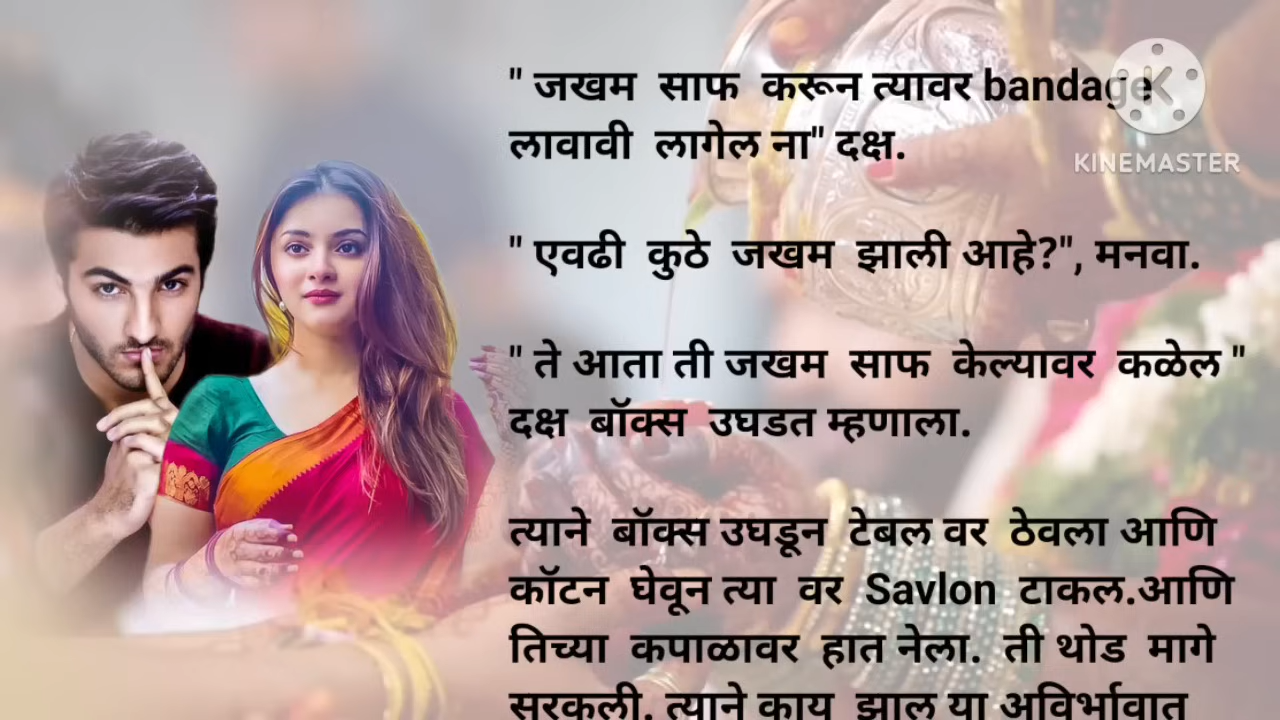 " जखम साफ करून त्यावर bandage
लावावी लागेल ना" दक्ष.
" एवढी कुठे जखम झाली आहे?", मनवा.
" ते आता ती जखम साफ केल्यावर कळेल "
दक्ष बॉक्स उघडत म्हणाला.
त्याने बॉक्स उघडून टेबल वर ठेवला आणि
कॉटन घेवून त्या वर Savlon टाकल.आणि
तिच्या कपाळावर हात नेला. ती थोड मागे
सरकली. त्याने काय झाल या अविर्भावात
K
KINEMASTER